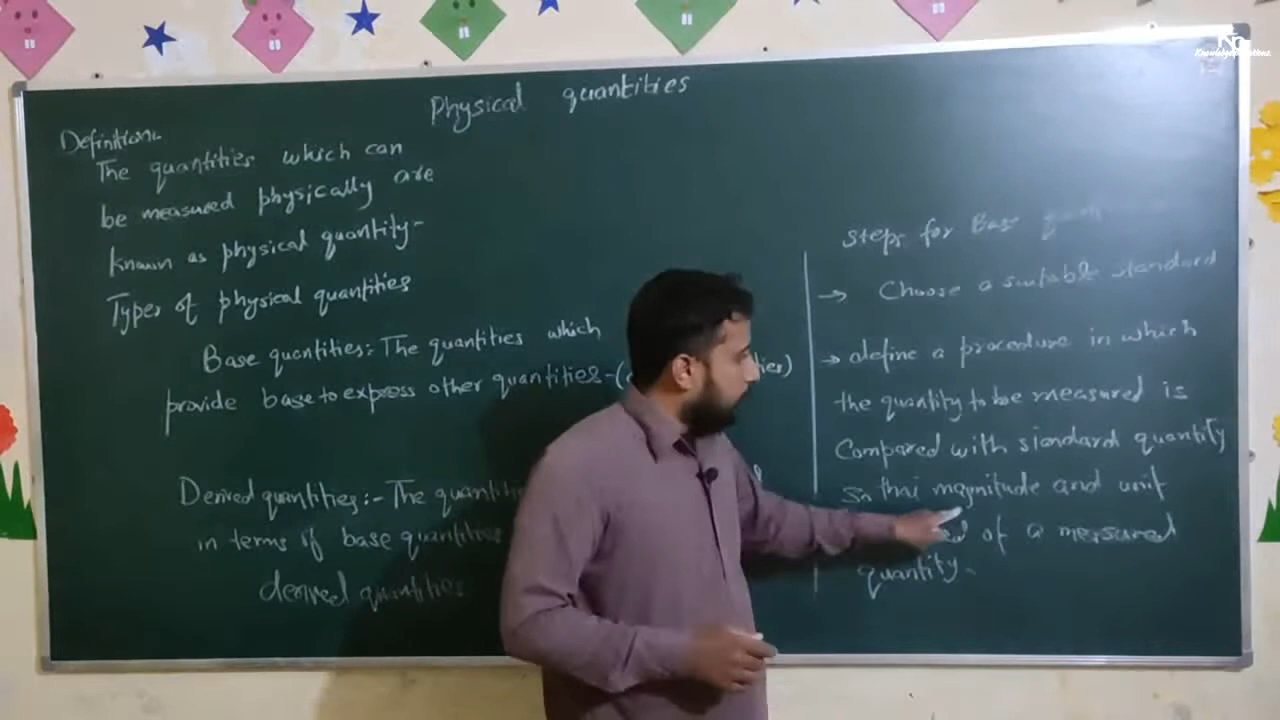 Physical quantities
Definition:
The quantities which can
be measured physically are
known as physical quantity-
Types of physical quantities
Base quantities:- The quantities which
provide base to express other quantities-(
Derived quantities:- The
in terms of base quantities
derived quantities
steps for Base
→ Choose a suitable standard
→ define a procedure in which
the quantity to be measured is
Compared with standard quantity
So that magnitude and unit
of a measured
quantity-
Kn